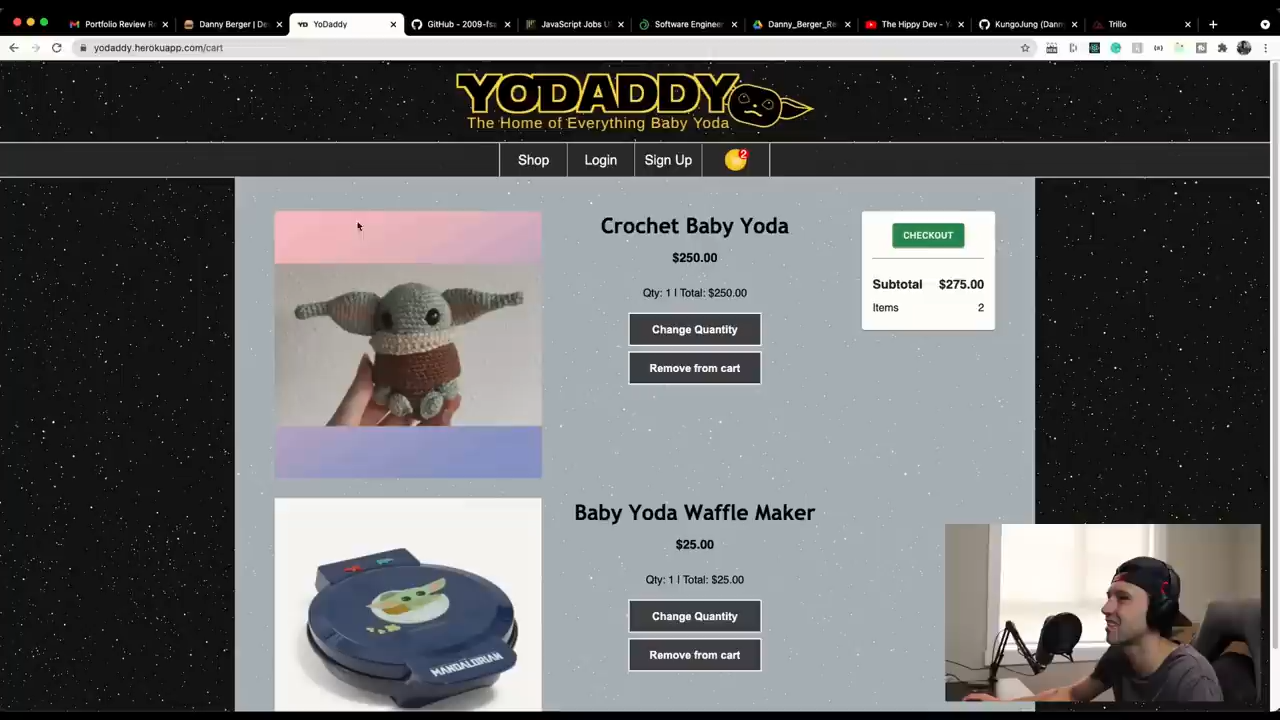 Portfolio Review R
Danny Berger | De
YoDaddy
GitHub - 2009-fsa
JavaScript Jobs U
Software Engineer
Danny_Berger_Re
The Hippy Dev - Y
KungoJung (Dann
Trillo
yodaddy.herokuapp.com/cart
YODADDY
The Home of Everything Baby Yoda
Shop
Login
Sign Up
2
Crochet Baby Yoda
$250.00
Qty: 1 | Total: $250.00
Change Quantity
Remove from cart
CHECKOUT
Subtotal $275.00
Items 2
Baby Yoda Waffle Maker
$25.00
Qty: 1 | Total: $25.00
Change Quantity
Remove from cart
MANDALORIAN